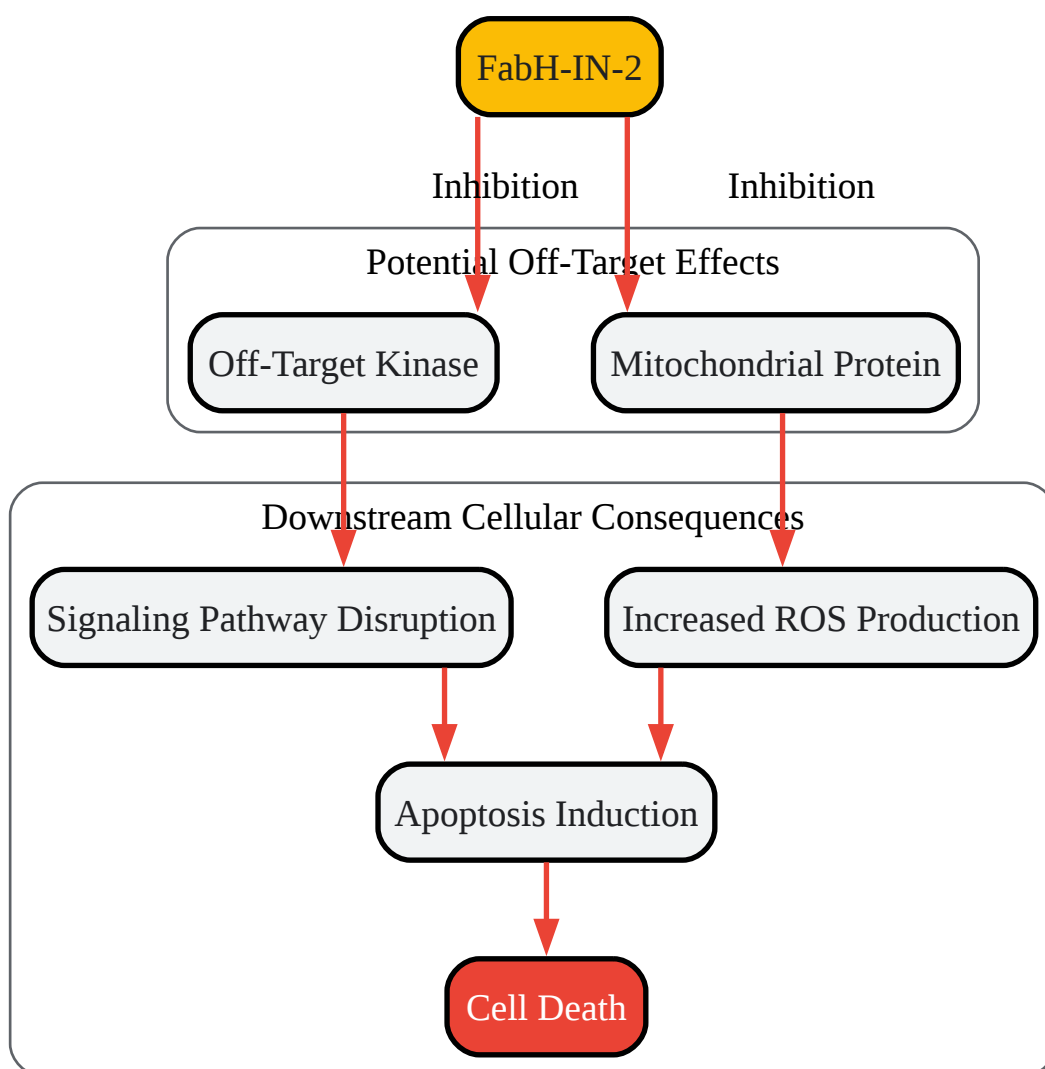 FabH-IN-2
Inhibition
Inhibition
Potential Off-Target Effects
Off-Target Kinase
Mitochondrial Protein
Downstream Cellular Consequences
Signaling Pathway Disruption
Increased ROS Production
Apoptosis Induction
Cell Death